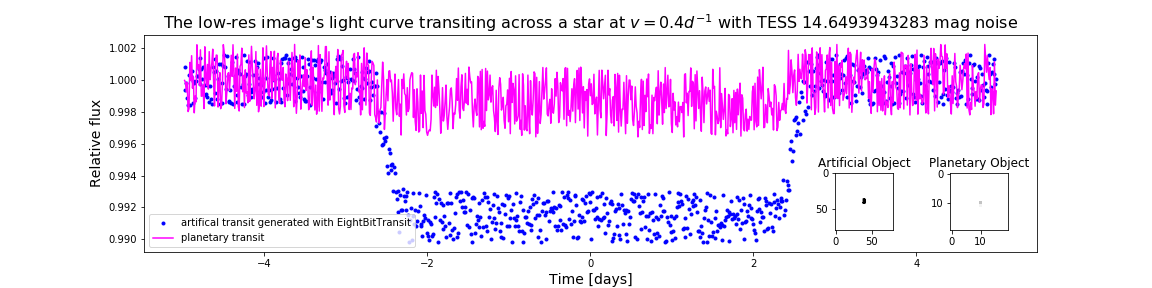 The low-res image's light curve transiting across a star at v = 0.4d⁻¹ with TESS 14.6493943283 mag noise
Relative flux
1.002
1.000
0.998
0.996
0.994
0.992
0.990
artifical transit generated with EightBitTransit
planetary transit
Artificial Object
0
50
0 50
Planetary Object
0
10
0 10
−4 −2 0 2 4
Time [days]